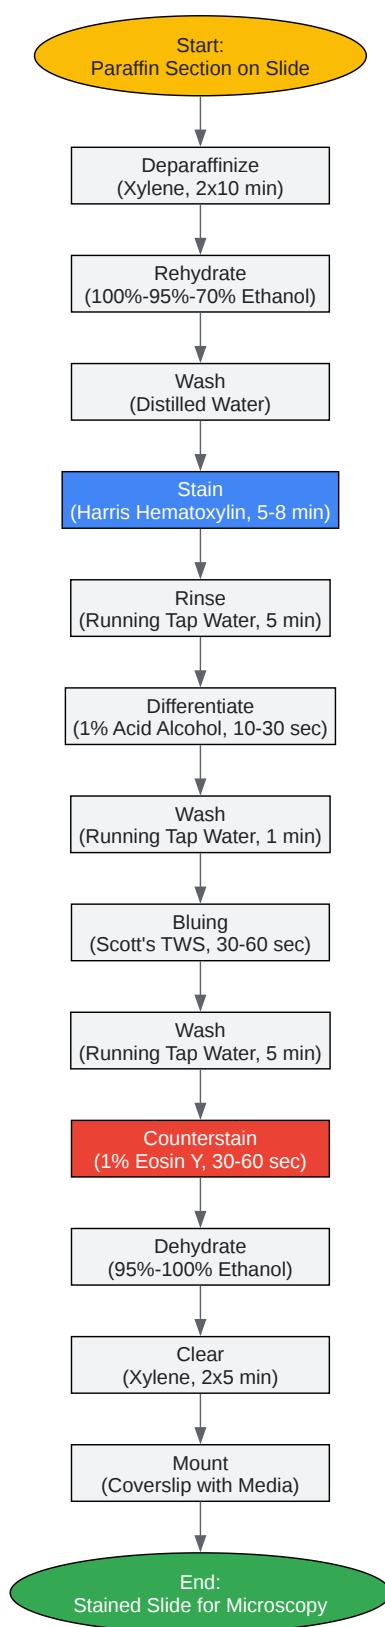 Start:
Paraffin Section on Slide
Deparaffinize
(Xylene, 2x10 min)
Rehydrate
(100%-95%-70% Ethanol)
Wash
(Distilled Water)
Stain
(Harris Hematoxylin, 5-8 min)
Rinse
(Running Tap Water, 5 min)
Differentiate
(1% Acid Alcohol, 10-30 sec)
Wash
(Running Tap Water, 1 min)
Bluing
(Scott's TWS, 30-60 sec)
Wash
(Running Tap Water, 5 min)
Counterstain
(1% Eosin Y, 30-60 sec)
Dehydrate
(95%-100% Ethanol)
Clear
(Xylene, 2x5 min)
Mount
(Coverslip with Media)
End:
Stained Slide for Microscopy